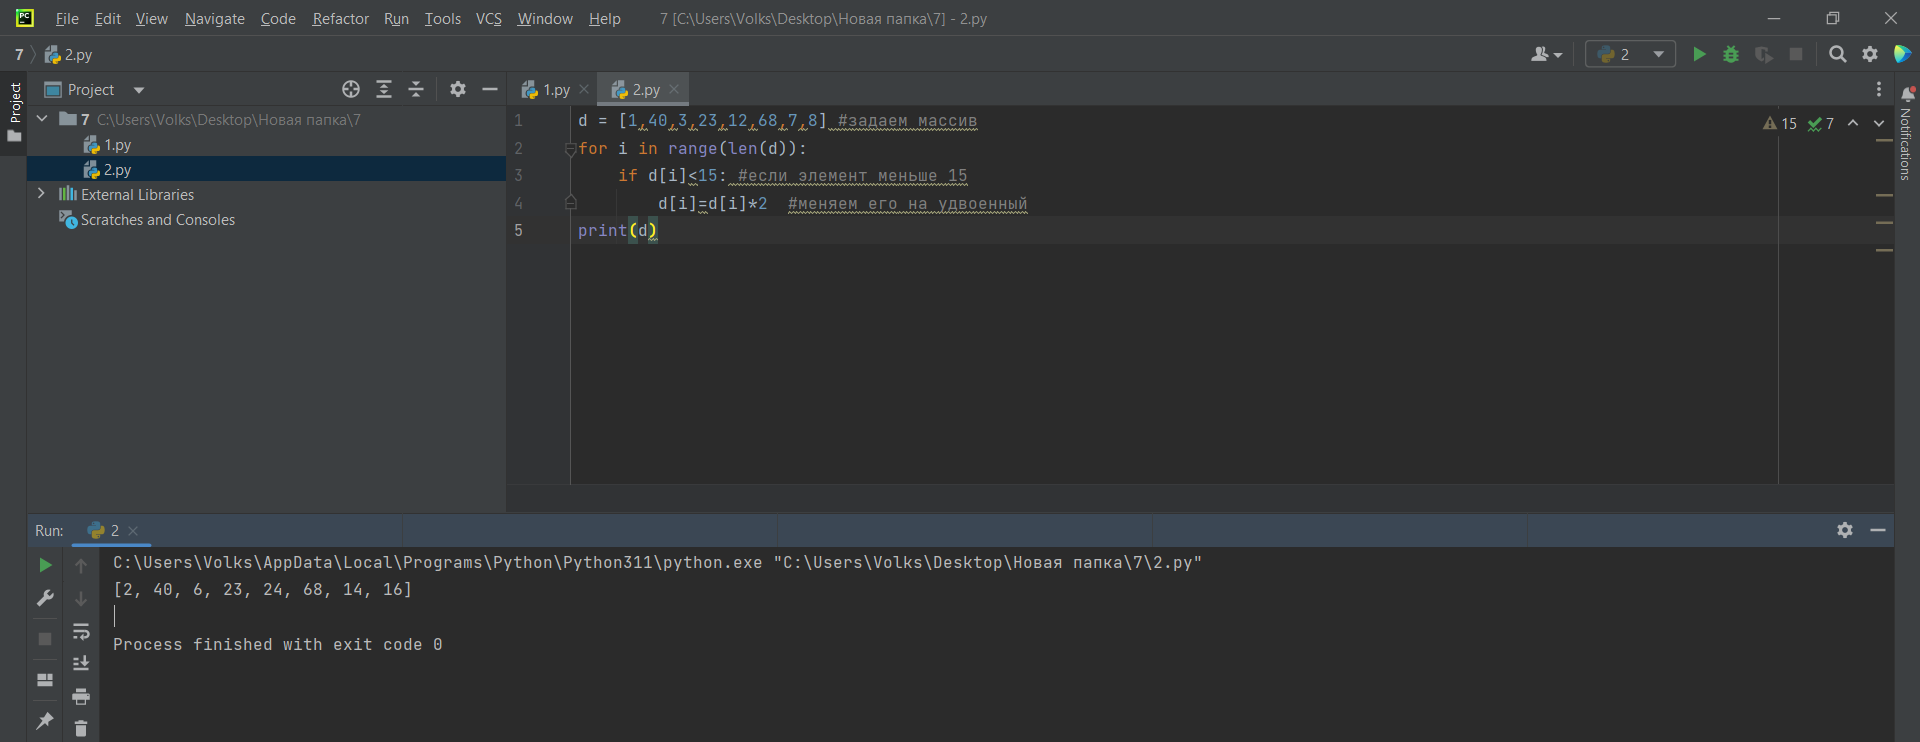 File Edit View Navigate Code Refactor Run Tools VCS Window Help 7 [C:\Users\Volks\Desktop\Новая папка\7] - 2.py
7 2.py 2
Project
Project
1.py 2.py
7 C:\Users\Volks\Desktop\Новая папка\7
1.py
2.py
External Libraries
Scratches and Consoles
1 d = [1,40,3,23,12,68,7,8] #задаем массив
2 for i in range(len(d)):
3 if d[i]<15: #если элемент меньше 15
4 d[i]=d[i]*2 #меняем его на удвоенный
5 print(d)
15 7
Notifications
Run: 2
C:\Users\Volks\AppData\Local\Programs\Python\Python311\python.exe "C:\Users\Volks\Desktop\Новая папка\7\2.py"
[2, 40, 6, 23, 24, 68, 14, 16]
Process finished with exit code 0